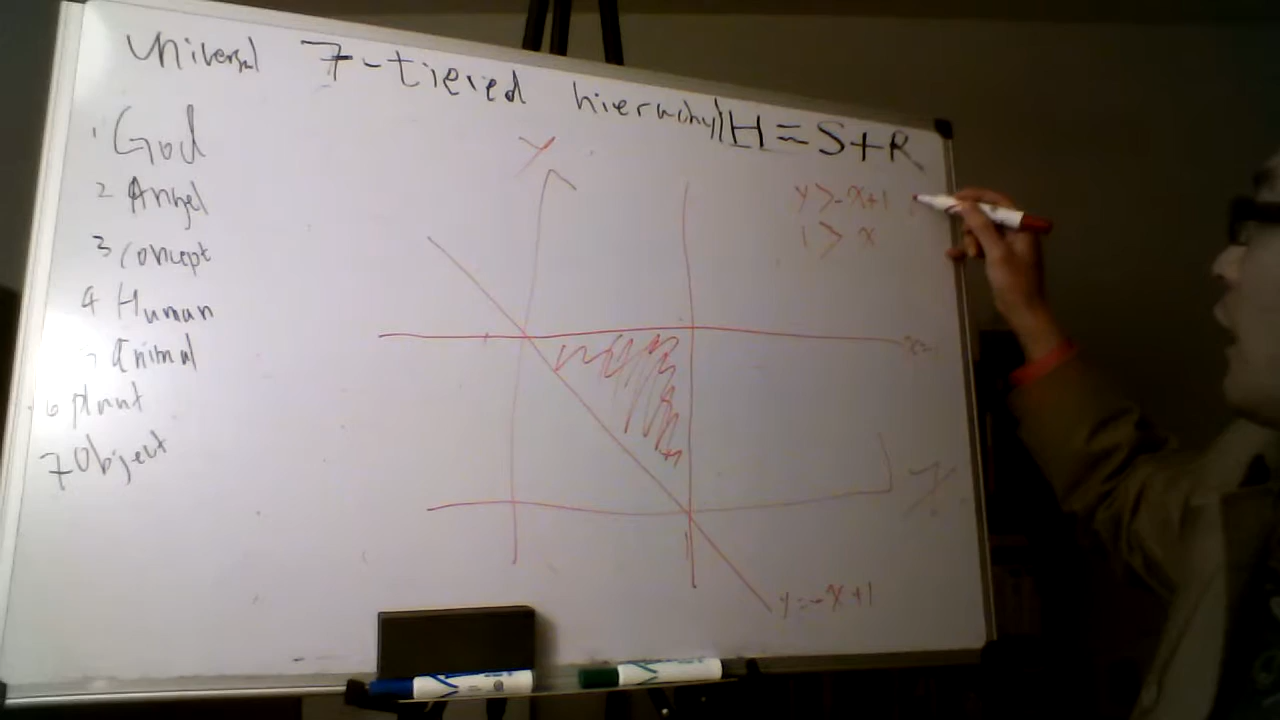 Universal 7-tiered hierarchy H=S+R
1 God
2 Angel
3 Concept
4 Human
Animal
6 plant
7 Object
y
y>-x+1
1>x
x
1
y=-x+1